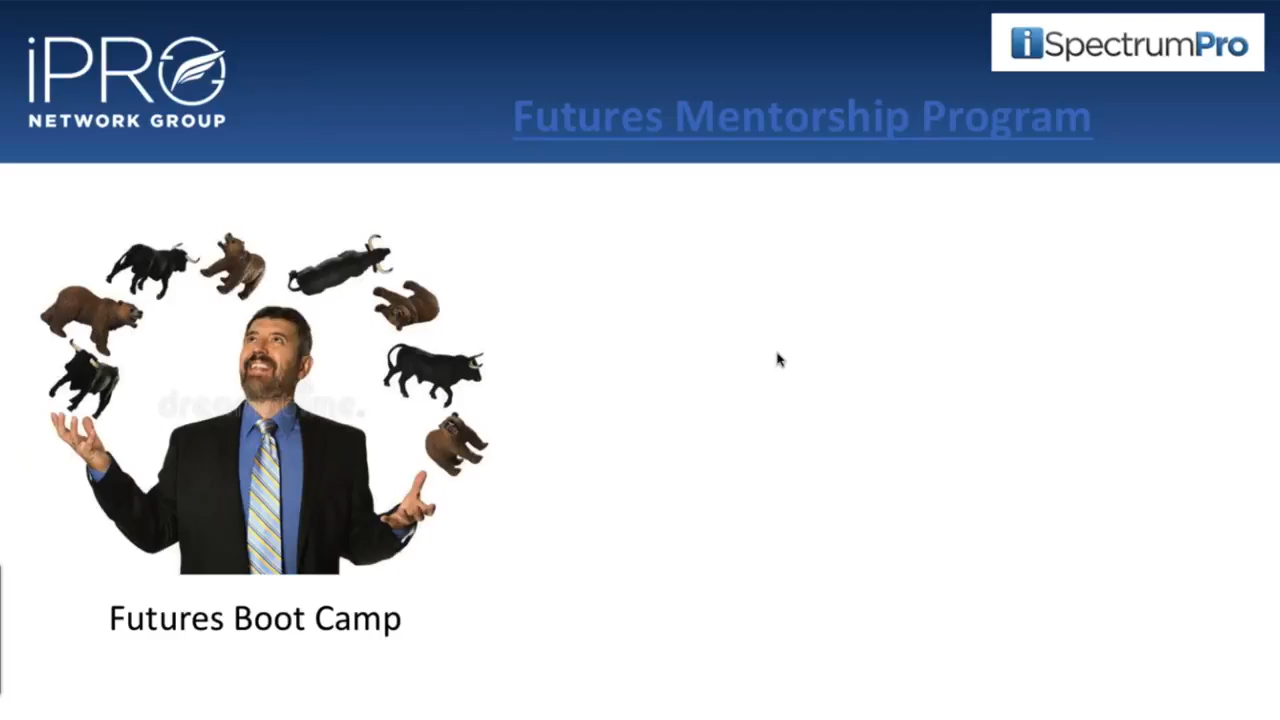 iPRO
NETWORK GROUP
iSpectrumPro
Futures Mentorship Program
Futures Boot Camp